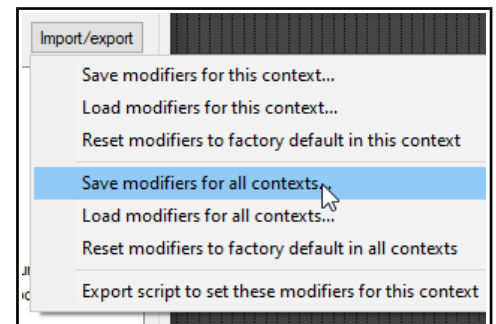 Import/export
Save modifiers for this context...
Load modifiers for this context...
Reset modifiers to factory default in this context
Save modifiers for all contexts...
Load modifiers for all contexts...
Reset modifiers to factory default in all contexts
Export script to set these modifiers for this context